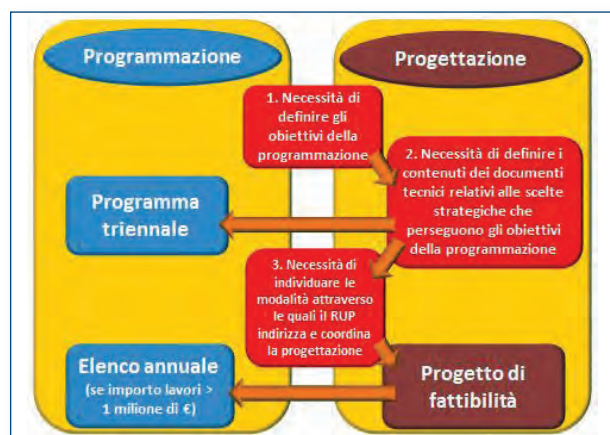 Programmazione
Progettazione
1. Necessità di
definire gli
obiettivi della
programmazione
2. Necessità di definire i
contenuti dei documenti
tecnici relativi alle scelte
strategiche che
perseguono gli obiettivi
della programmazione
Programma
triennale
3. Necessità di
individuare le
modalità attraverso
le quali il RUP
indirizza e coordina
la progettazione
Elenco annuale
(se importo lavori >
1 milione di €)
Progetto di
fattibilità